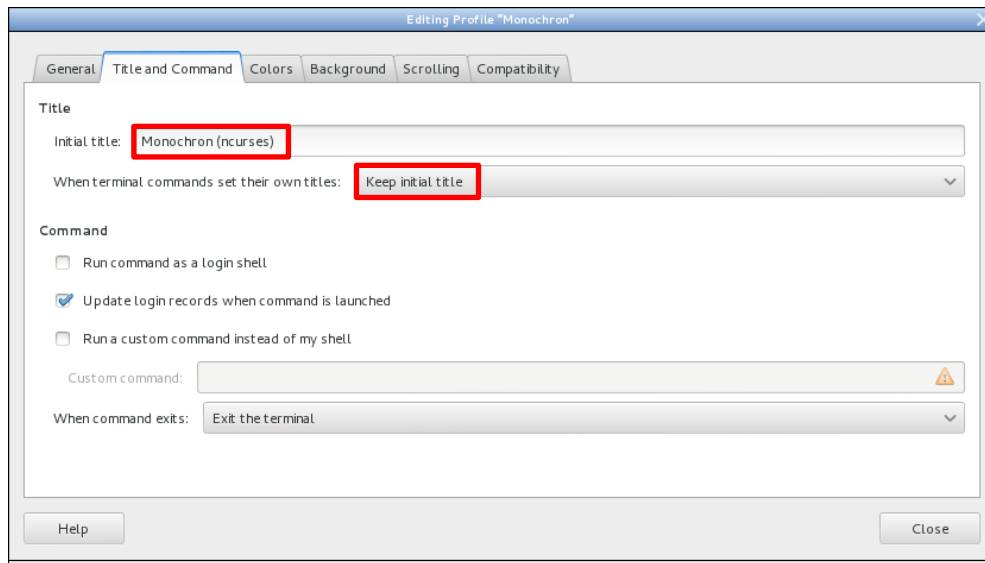 Editing Profile "Monochron"
General Title and Command Colors Background Scrolling Compatibility
Title
Initial title: Monochron (ncurses)
When terminal commands set their own titles: Keep initial title
Command
Run command as a login shell
Update login records when command is launched
Run a custom command instead of my shell
Custom command:
When command exits: Exit the terminal
Help Close